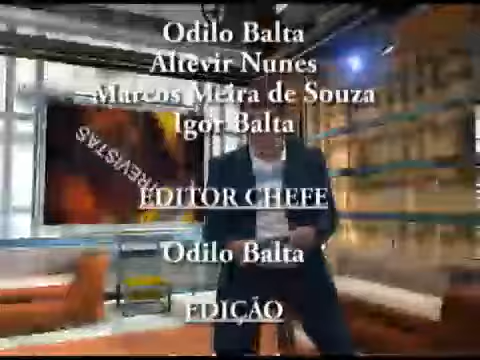 Odilo Balta
Altevir Nunes
Marcos Meira de Souza
Igor Balta
EDITOR CHEFE
Odilo Balta
EDIÇÃO